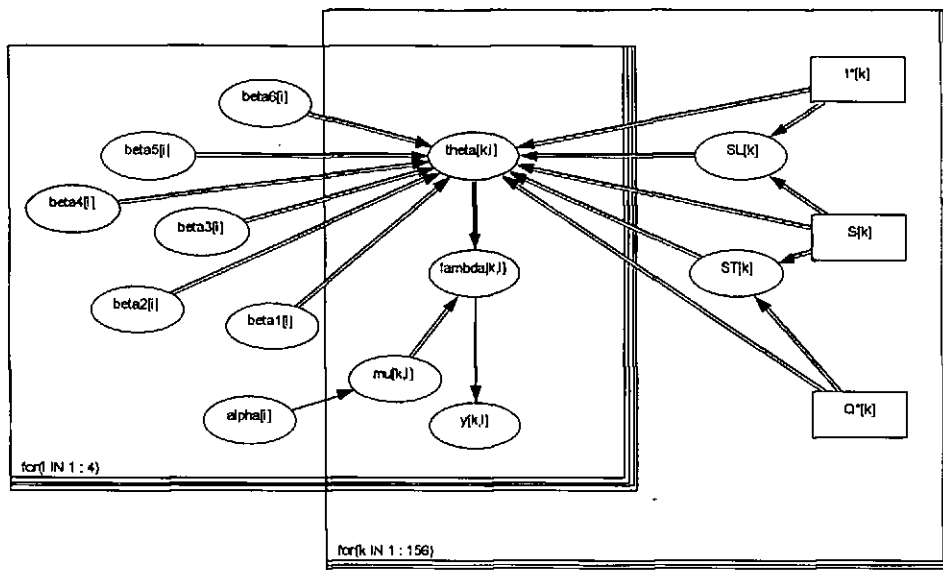 I*[k]
beta6[i]
theta[k,i]
beta5[i]
SL[k]
beta4[i]
beta3[i]
S[k]
lambda[k,i]
ST[k]
beta2[i]
beta1[i]
mu[k,i]
alpha[i]
y[k,i]
Q*[k]
for(i IN 1 : 4)
for(k IN 1 : 156)